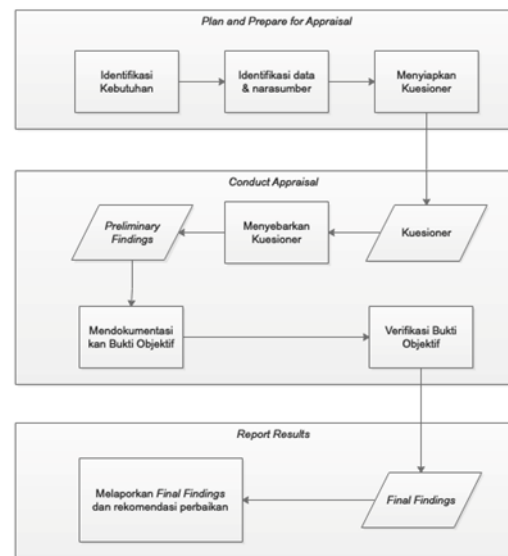 Plan and Prepare for Appraisal
Identifikasi
Kebutuhan
Identifikasi data
& narasumber
Menyiapkan
Kuesioner
Conduct Appraisal
Preliminary
Findings
Menyebarkan
Kuesioner
Kuesioner
Mendokumentasi
kan Bukti Objektif
Verifikasi Bukti
Objektif
Report Results
Melaporkan Final Findings
dan rekomendasi perbaikan
Final Findings